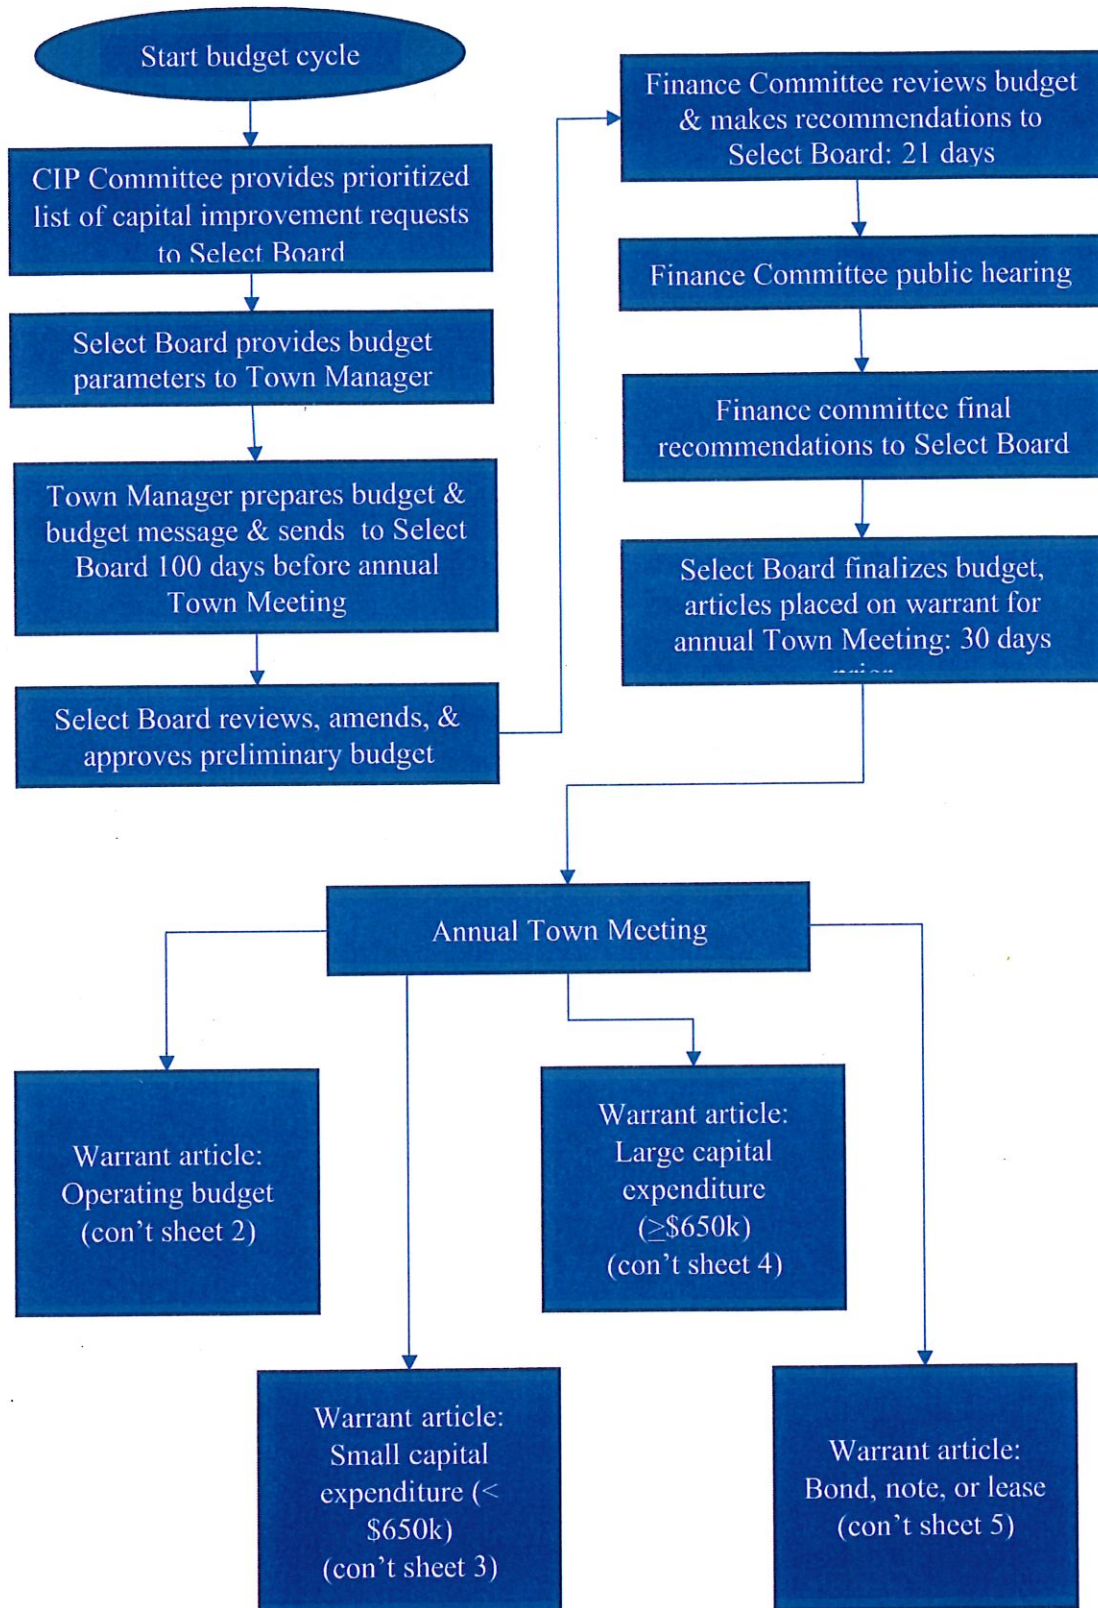 Start budget cycle
CIP Committee provides prioritized
list of capital improvement requests
to Select Board
Select Board provides budget
parameters to Town Manager
Town Manager prepares budget &
budget message & sends to Select
Board 100 days before annual
Town Meeting
Select Board reviews, amends, &
approves preliminary budget
Finance Committee reviews budget
& makes recommendations to
Select Board: 21 days
Finance Committee public hearing
Finance committee final
recommendations to Select Board
Select Board finalizes budget,
articles placed on warrant for
annual Town Meeting: 30 days
Annual Town Meeting
Warrant article:
Operating budget
(con’t sheet 2)
Warrant article:
Large capital
expenditure
(≥$650k)
(con’t sheet 4)
Warrant article:
Small capital
expenditure (<
$650k)
(con’t sheet 3)
Warrant article:
Bond, note, or lease
(con’t sheet 5)